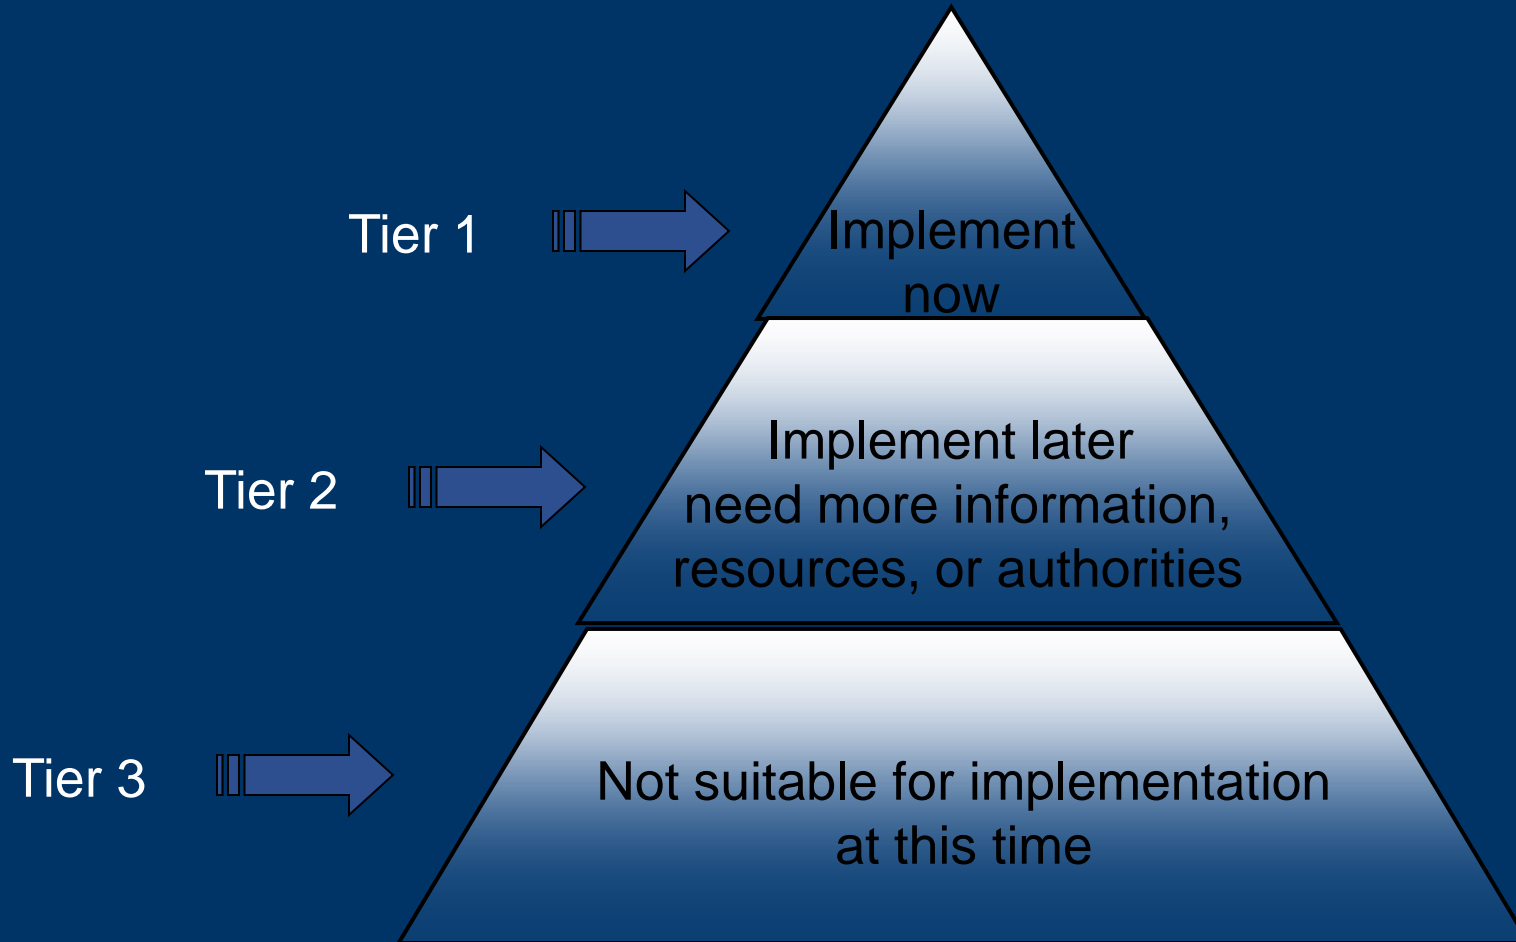 Tier 1
Implement
now
Tier 2
Implement later
need more information,
resources, or authorities
Tier 3
Not suitable for implementation
at this time